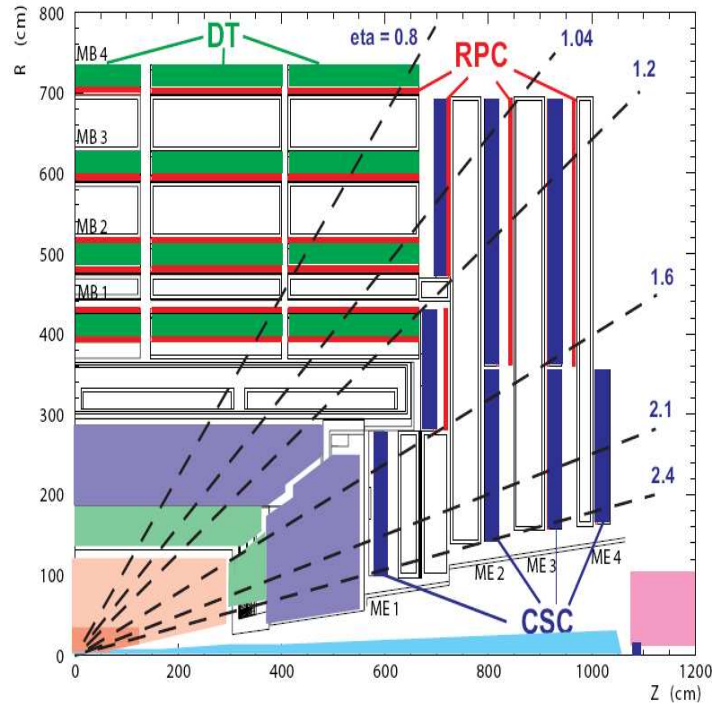 R (cm)
800
700
600
500
400
300
200
100
0
MB 4
DT
eta = 0.8
1.04
RPC
1.2
MB 3
MB 2
MB 1
1.6
2.1
2.4
ME 1
ME 2
ME 3
ME 4
CSC
0
200
400
600
800
1000
1200
Z (cm)